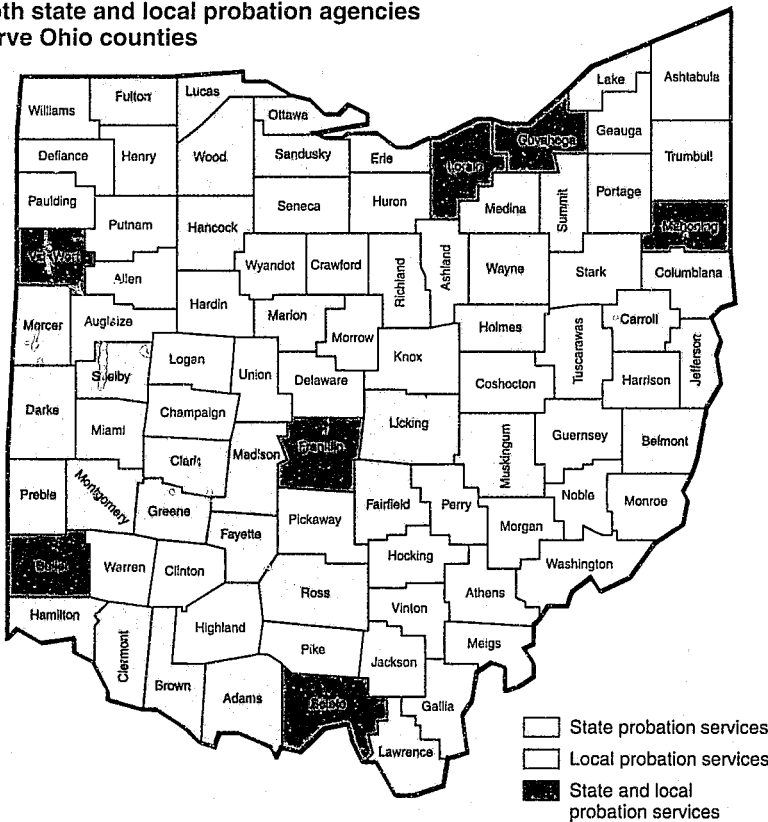 oth state and local probation agencies
rve Ohio counties
Lake
Ashtabula
Williams
Fulton
Lucas
Ottawa
Geauga
Cuyahoga
Defiance
Henry
Wood
Sandusky
Erie
Lorain
Trumbull
Paulding
Putnam
Hancock
Seneca
Huron
Medina
Summit
Portage
Mahoning
Van Wert
Allen
Wyandot
Crawford
Richland
Ashland
Wayne
Stark
Columbiana
Mercer
Auglaize
Hardin
Marion
Morrow
Holmes
Tuscarawas
Carroll
Jefferson
Shelby
Logan
Union
Delaware
Knox
Coshocton
Harrison
Darke
Miami
Champaign
Madison
Franklin
Licking
Muskingum
Guernsey
Belmont
Clark
Preble
Montgomery
Greene
Fayette
Pickaway
Fairfield
Perry
Morgan
Noble
Monroe
Butler
Warren
Clinton
Ross
Hocking
Athens
Washington
Hamilton
Clermont
Brown
Highland
Pike
Vinton
Meigs
Jackson
Adams
Scioto
Gallia
Lawrence
State probation services
Local probation services
State and local
probation services